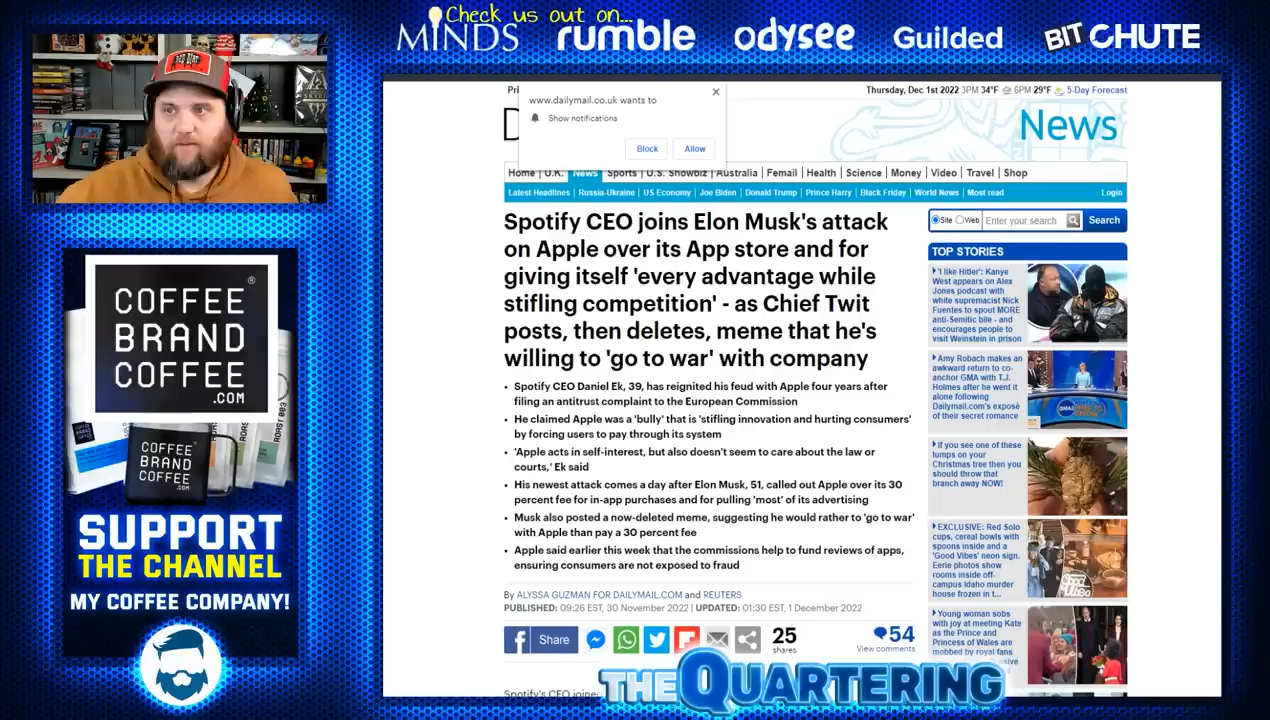 Check us out on...
MINDS
rumble
odysee
Guilded
BIT CHUTE
Thursday, Dec 1st 2022 3PM 34°F 6PM 29°F 5-Day Forecast
www.dailymail.co.uk wants to
Show notifications
Block
Allow
News
Home U.K. News Sports U.S. Showbiz Australia Femail Health Science Money Video Travel Shop
Latest Headlines Russia-Ukraine US Economy Joe Biden Donald Trump Prince Harry Black Friday World News Most read Login
Spotify CEO joins Elon Musk's attack
on Apple over its App store and for
giving itself 'every advantage while
stifling competition' - as Chief Twit
posts, then deletes, meme that he's
willing to 'go to war' with company
• Spotify CEO Daniel Ek, 39, has reignited his feud with Apple four years after
filing an antitrust complaint to the European Commission
• He claimed Apple was a 'bully' that is 'stifling innovation and hurting consumers'
by forcing users to pay through its system
• 'Apple acts in self-interest, but also doesn't seem to care about the law or
courts,' Ek said
• His newest attack comes a day after Elon Musk, 51, called out Apple over its 30
percent fee for in-app purchases and for pulling 'most' of its advertising
• Musk also posted a now-deleted meme, suggesting he would rather to 'go to war'
with Apple than pay a 30 percent fee
• Apple said earlier this week that the commissions help to fund reviews of apps,
ensuring consumers are not exposed to fraud
By ALYSSA GUZMAN FOR DAILYMAIL.COM and REUTERS
PUBLISHED: 09:26 EST, 30 November 2022 | UPDATED: 01:30 EST, 1 December 2022
Share
25
shares
54
View comments
Spotify's CEO joined
Site Web Enter your search Search
TOP STORIES
'I like Hitler': Kanye
West appears on Alex
Jones podcast with
white supremacist Nick
Fuentes to spout MORE
anti-Semitic bile - and
encourages people to
visit Weinstein in prison
Amy Robach makes an
awkward return to co-
anchor GMA with T.J.
Holmes after he went
it alone following
Dailymail.com's exposé
of their secret romance
If you see one of these
lumps on your
Christmas tree then you
should throw that
branch away NOW!
EXCLUSIVE: Red Solo
cups, cereal bowls with
spoons inside and a
'Good Vibes' neon sign.
Eerie photos show
rooms inside off-
campus Idaho murder
house frozen in t...
Young woman sobs
with joy at meeting Kate
as the Prince and
Princess of Wales are
mobbed by royal fans
COFFEE
BRAND
COFFEE
.COM
®
COFFEE
BRAND
COFFEE
.COM
SUPPORT
THE CHANNEL
MY COFFEE COMPANY!
THE QUARTERING